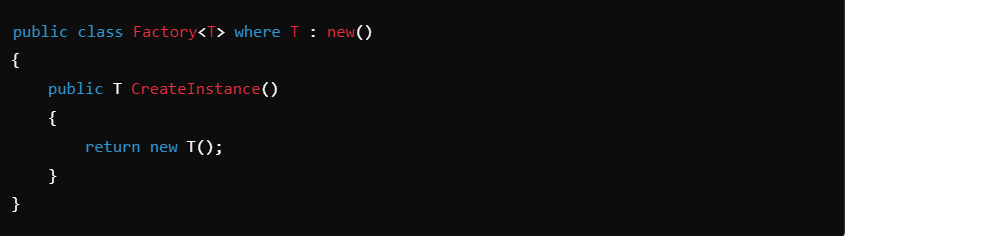 public class Factory<T> where T : new()
{
    public T CreateInstance()
    {
        return new T();
    }
}